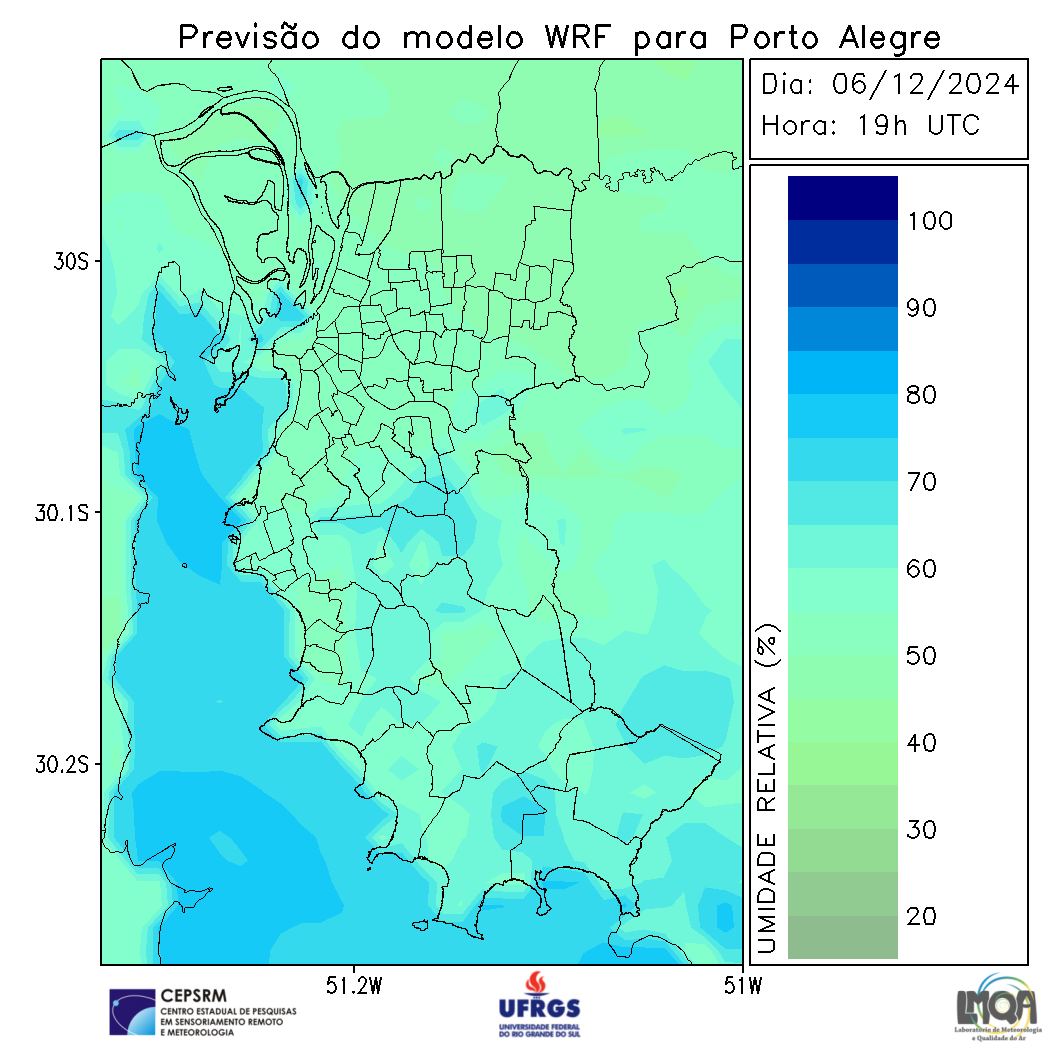 Previsão do modelo WRF para Porto Alegre
Dia: 06/12/2024
Hora: 19h UTC
30S
30.1S
30.2S
51.2W
51W
UMIDADE RELATIVA (%)
100
90
80
70
60
50
40
30
20
CEPSRM
CENTRO ESTADUAL DE PESQUISAS
EM SENSORIAMENTO REMOTO
E METEOROLOGIA
UFRGS
UNIVERSIDADE FEDERAL
DO RIO GRANDE DO SUL
LMQA
Laboratório de Meteorologia
e Qualidade do Ar